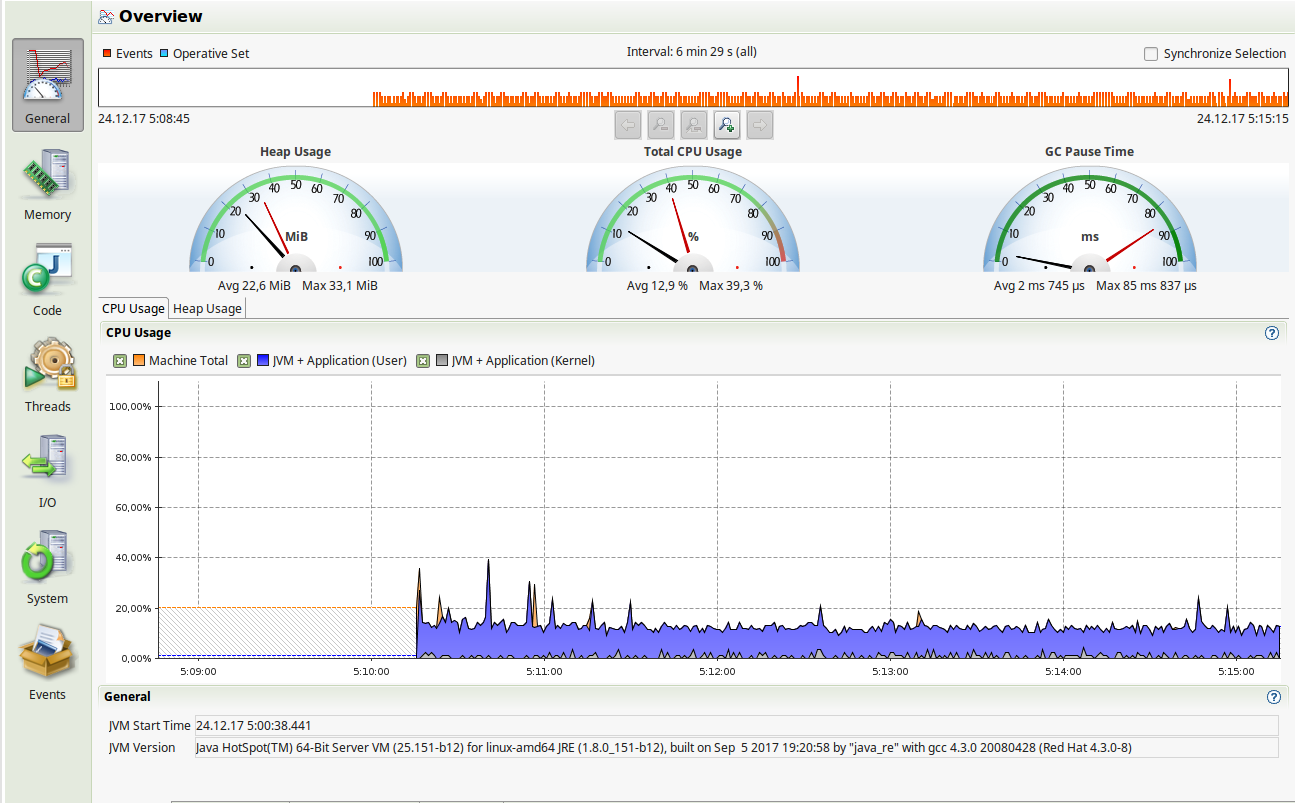 Overview
General
Memory
Code
Threads
I/O
System
Events
Events Operative Set Interval: 6 min 29 s (all) Synchronize Selection
24.12.17 5:08:45 24.12.17 5:15:15
Heap Usage Total CPU Usage GC Pause Time
0 10 20 30 40 50 60 70 80 90 100
MiB
0 10 20 30 40 50 60 70 80 90 100
%
0 10 20 30 40 50 60 70 80 90 100
ms
Avg 22,6 MiB Max 33,1 MiB Avg 12,9 % Max 39,3 % Avg 2 ms 745 µs Max 85 ms 837 µs
CPU Usage Heap Usage
CPU Usage
Machine Total JVM + Application (User) JVM + Application (Kernel)
100,00%
80,00%
60,00%
40,00%
20,00%
0,00%
5:09:00 5:10:00 5:11:00 5:12:00 5:13:00 5:14:00 5:15:00
General
JVM Start Time 24.12.17 5:00:38.441
JVM Version Java HotSpot(TM) 64-Bit Server VM (25.151-b12) for linux-amd64 JRE (1.8.0_151-b12), built on Sep 5 2017 19:20:58 by "java_re" with gcc 4.3.0 20080428 (Red Hat 4.3.0-8)